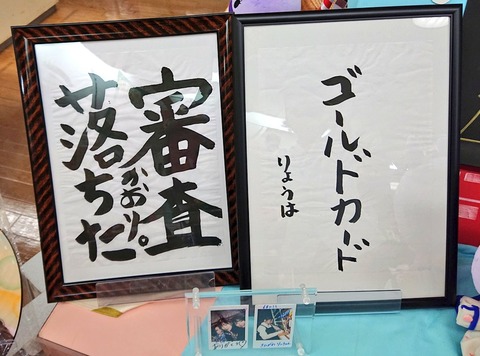 審査
落ちた。
かおり
ゴールドカード
りょうは